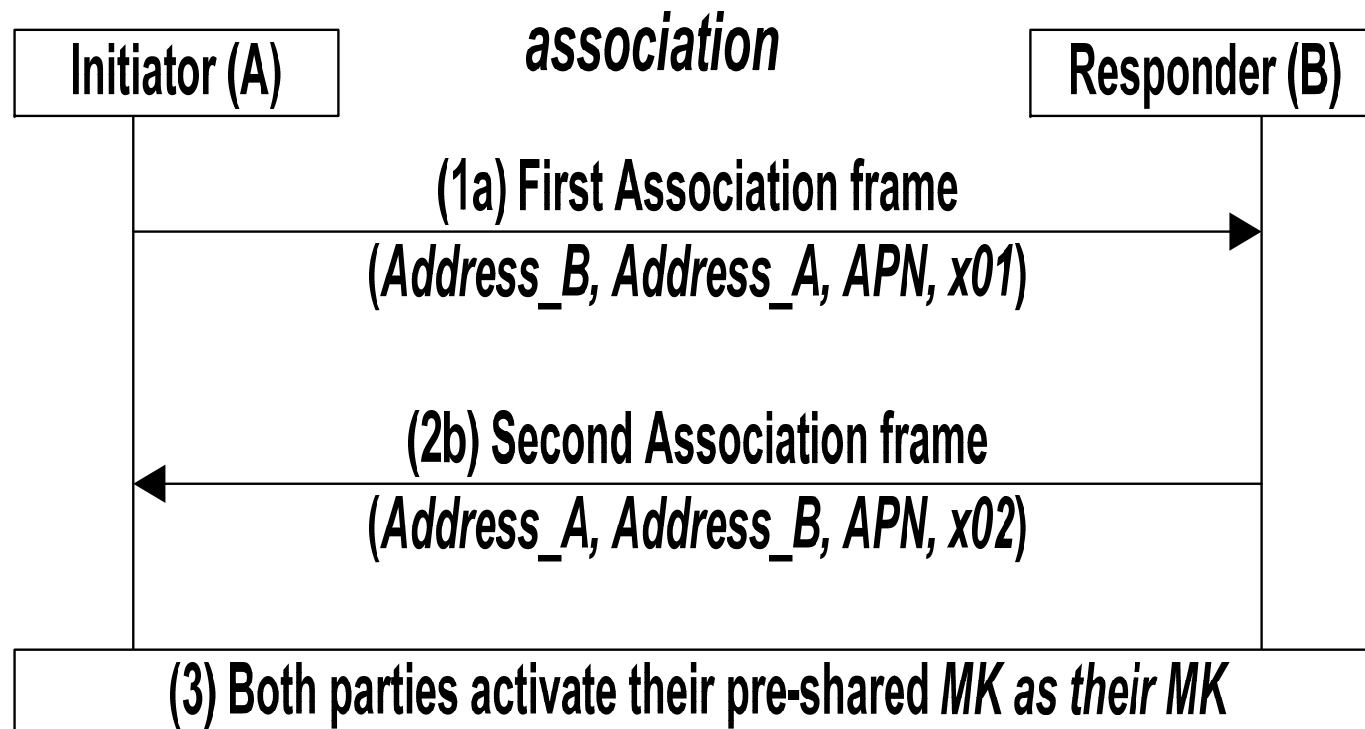 association
Initiator (A)
Responder (B)
(1a) First Association frame
(Address_B, Address_A, APN, x01)
(2b) Second Association frame
(Address_A, Address_B, APN, x02)
(3) Both parties activate their pre-shared MK as their MK